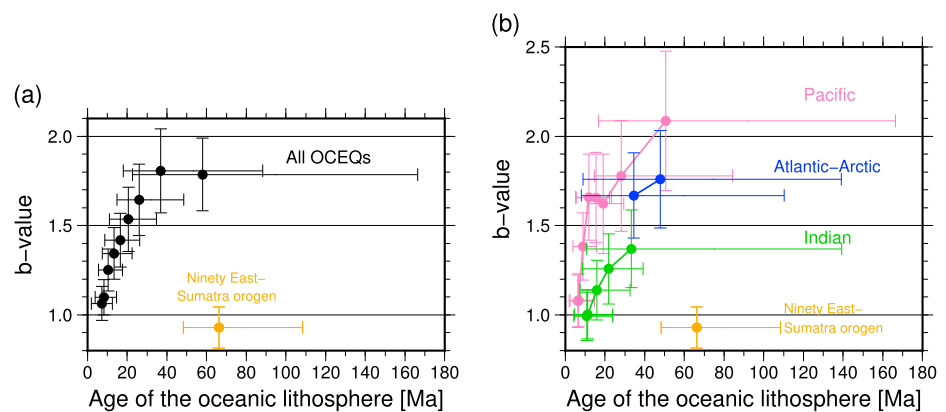 (a)
b−value
2.0
1.5
1.0
All OCEQs
Ninety East−
Sumatra orogen
0 20 40 60 80 100 120 140 160 180
Age of the oceanic lithosphere [Ma]
(b)
b−value
2.5
2.0
1.5
1.0
Pacific
Atlantic−Arctic
Indian
Ninety East−
Sumatra orogen
0 20 40 60 80 100 120 140 160 180
Age of the oceanic lithosphere [Ma]